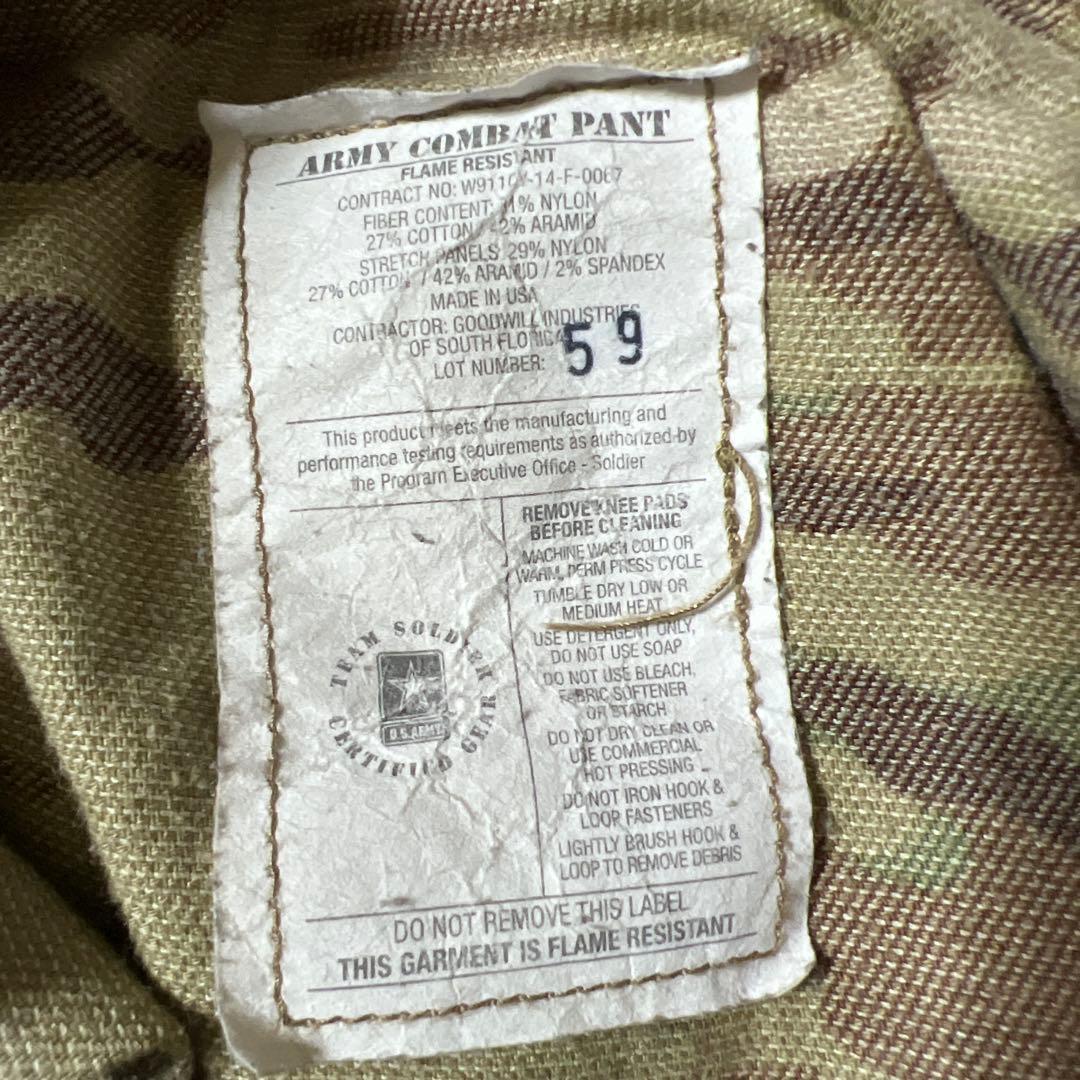 ARMY COMBAT PANT
FLAME RESISTANT
CONTRACT NO:
FIBER CONTENT: NYLON
27% COTTON / 42% ARAMID
STRETCH PANELS: 29% NYLON
27% COTTON / 42% ARAMID / 2% SPANDEX
MADE IN USA
CONTRACTOR: GOODWILL INDUSTRIES
OF SOUTH FLORIDA
LOT NUMBER: 59
This product meets the manufacturing and
performance testing requirements as authorized by
the Program Executive Office - Soldier
REMOVE KNEE PADS
BEFORE CLEANING
MACHINE WASH COLD OR
WARM, PERM PRESS CYCLE
TUMBLE DRY LOW OR
MEDIUM HEAT
USE DETERGENT ONLY,
DO NOT USE SOAP
DO NOT USE BLEACH,
FABRIC SOFTENER
OR STARCH
DO NOT DRY CLEAN OR
USE COMMERCIAL
HOT PRESSING
DO NOT IRON HOOK &
LOOP FASTENERS
LIGHTLY BRUSH HOOK &
LOOP TO REMOVE DEBRIS
TEAM SOLDIER
CERTIFIED GEAR
U.S. ARMY
DO NOT REMOVE THIS LABEL
THIS GARMENT IS FLAME RESISTANT